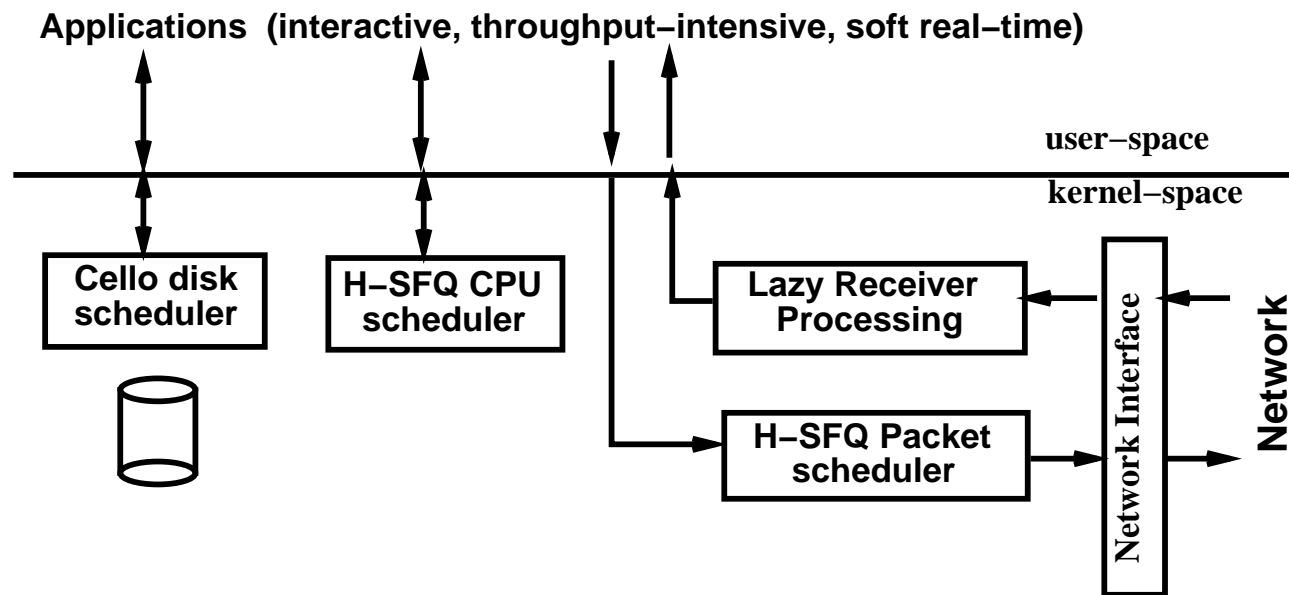 Applications (interactive, throughput−intensive, soft real−time)
user−space
kernel−space
Cello disk
scheduler
H−SFQ CPU
scheduler
Lazy Receiver
Processing
H−SFQ Packet
scheduler
Network Interface
Network